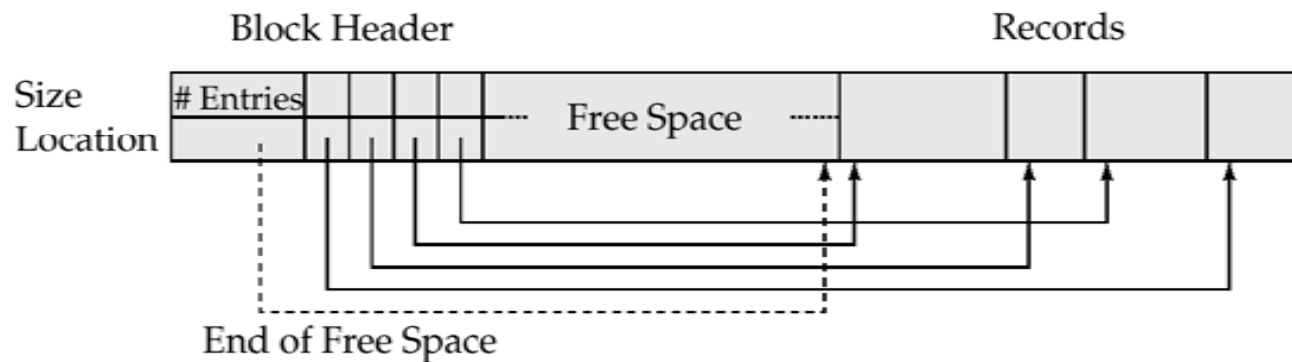 Block Header
Records
Size
# Entries
Location
Free Space
End of Free Space